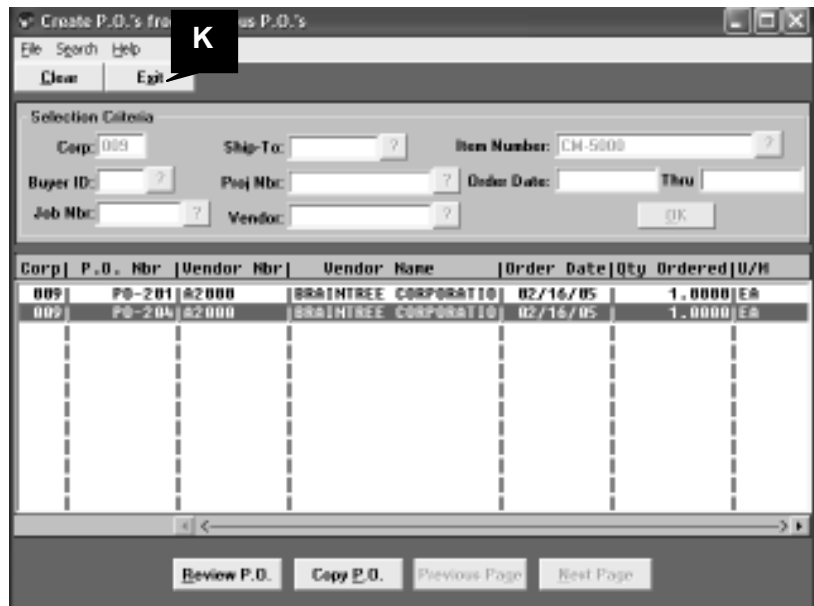 Create P.O.'s fro us P.O.'s
K
File Search Help
Clear Exit
Selection Criteria
Corp: 009 Ship-To: ? Item Number: CM-5000 ?
Buyer ID: ? Proj Nbr: ? Order Date: Thru
Job Nbr: ? Vendor: ? OK
Corp| P.O. Nbr |Vendor Nbr| Vendor Name |Order Date|Qty Ordered|U/M
009| PO-201|A2000 |BRAINTREE CORPORATIO| 02/16/05 | 1.0000|EA
009| PO-204|A2000 |BRAINTREE CORPORATIO| 02/16/05 | 1.0000|EA
Review P.O. Copy P.O. Previous Page Next Page